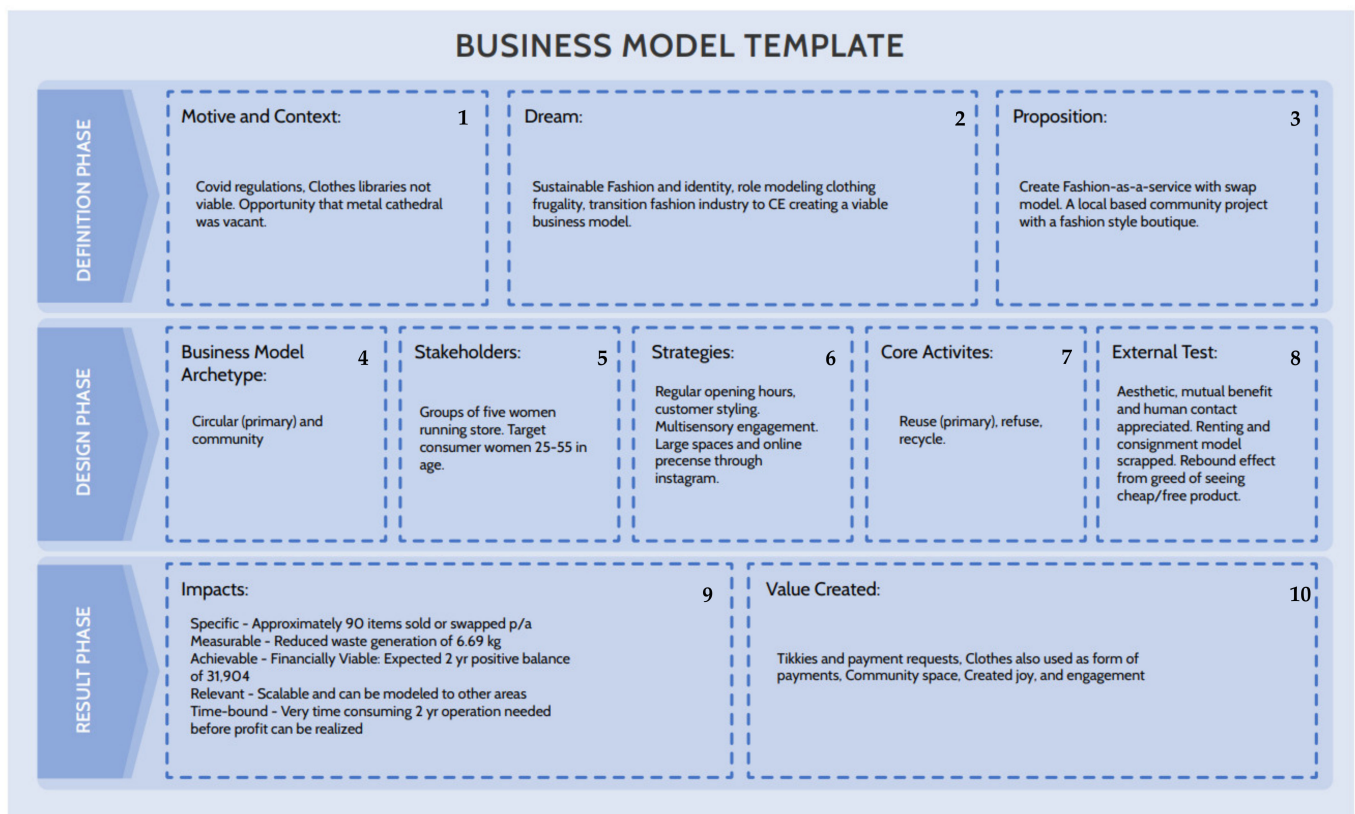 BUSINESS MODEL TEMPLATE
DEFINITION PHASE
Motive and Context:
1
Covid regulations, Clothes libraries not
viable. Opportunity that metal cathedral
was vacant.
Dream:
2
Sustainable Fashion and identity, role modeling clothing
frugality, transition fashion industry to CE creating a viable
business model.
Proposition:
3
Create Fashion-as-a-service with swap
model. A local based community project
with a fashion style boutique.
DESIGN PHASE
Business Model
Archetype:
4
Circular (primary) and
community
Stakeholders:
5
Groups of five women
running store. Target
consumer women 25-55 in
age.
Strategies:
6
Regular opening hours,
customer styling.
Multisensory engagement.
Large spaces and online
precense through
instagram.
Core Activites:
7
Reuse (primary), refuse,
recycle.
External Test:
8
Aesthetic, mutual benefit
and human contact
appreciated. Renting and
consignment model
scrapped. Rebound effect
from greed of seeing
cheap/free product.
RESULT PHASE
Impacts:
9
Specific - Approximately 90 items sold or swapped p/a
Measurable - Reduced waste generation of 6.69 kg
Achievable - Financially Viable: Expected 2 yr positive balance
of 31,904
Relevant - Scalable and can be modeled to other areas
Time-bound - Very time consuming 2 yr operation needed
before profit can be realized
Value Created:
10
Tikkies and payment requests, Clothes also used as form of
payments, Community space, Created joy, and engagement